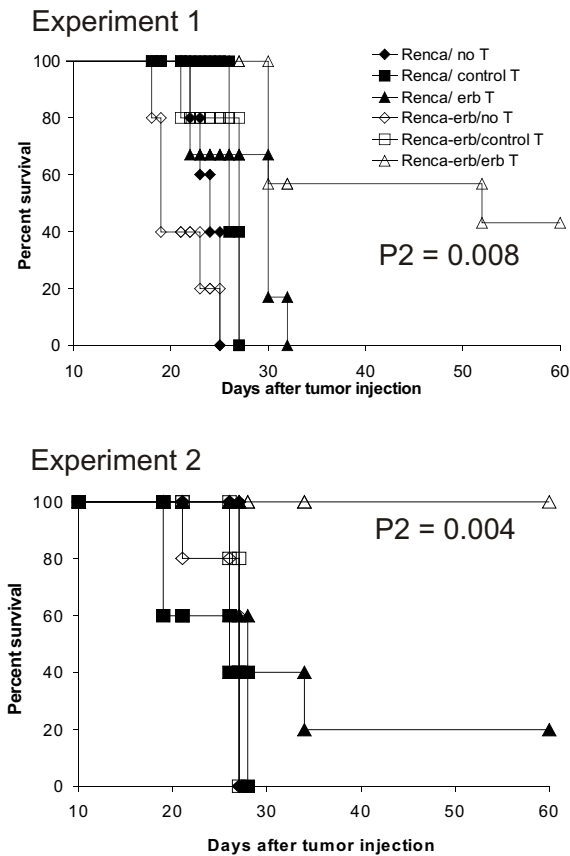 Experiment 1
Renca/ no T
Renca/ control T
Renca/ erb T
Renca-erb/no T
Renca-erb/control T
Renca-erb/erb T
Percent survival
100
80
60
40
20
0
P2 = 0.008
10 20 30 40 50 60
Days after tumor injection
Experiment 2
Percent survival
100
80
60
40
20
0
P2 = 0.004
10 20 30 40 50 60
Days after tumor injection